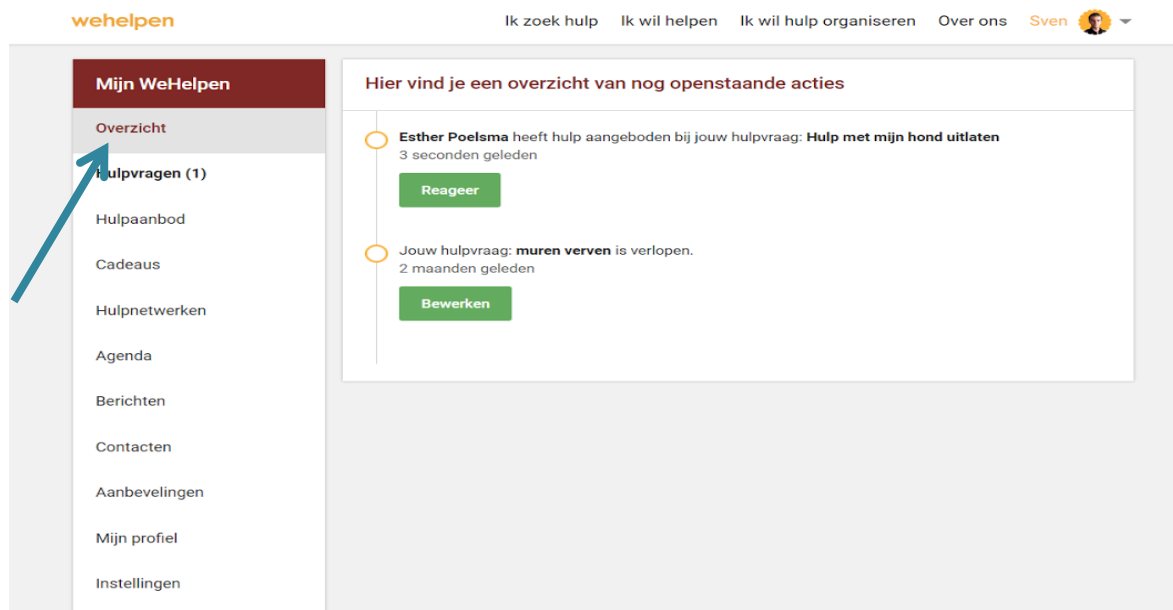 wehelpen
Ik zoek hulp Ik wil helpen Ik wil hulp organiseren Over ons Sven
Mijn WeHelpen
Overzicht
Hulpvragen (1)
Hulpaanbod
Cadeaus
Hulpnetwerken
Agenda
Berichten
Contacten
Aanbevelingen
Mijn profiel
Instellingen
Hier vind je een overzicht van nog openstaande acties
Esther Poelsma heeft hulp aangeboden bij jouw hulpvraag: Hulp met mijn hond uitlaten
3 seconden geleden
Reageer
Jouw hulpvraag: muren verven is verlopen.
2 maanden geleden
Bewerken